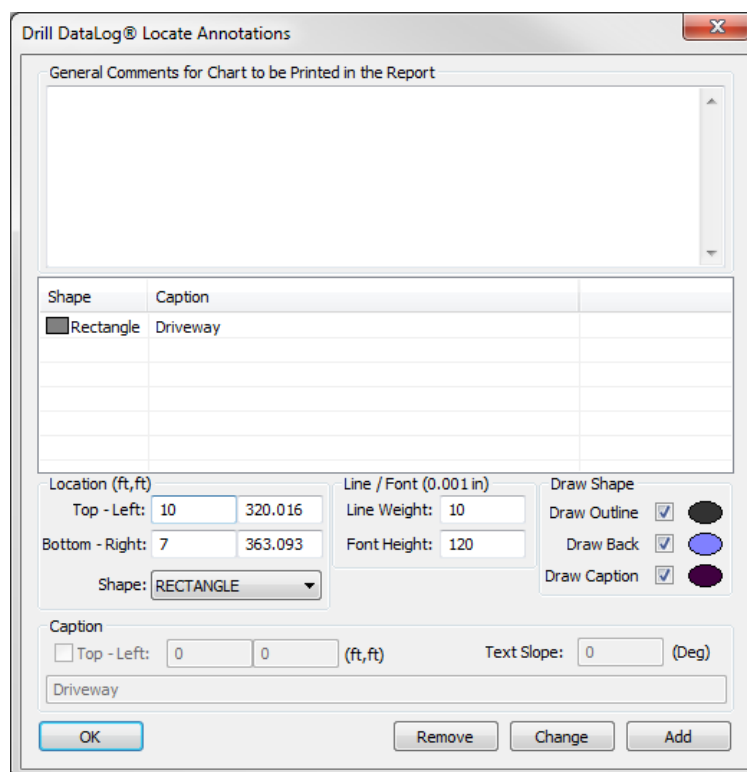 Drill DataLog® Locate Annotations
X
General Comments for Chart to be Printed in the Report
Shape Caption
Rectangle Driveway
Location (ft,ft) Line / Font (0.001 in) Draw Shape
Top - Left: 10 320.016 Line Weight: 10 Draw Outline
Bottom - Right: 7 363.093 Font Height: 120 Draw Back
Shape: RECTANGLE Draw Caption
Caption
Top - Left: 0 0 (ft,ft) Text Slope: 0 (Deg)
Driveway
OK Remove Change Add